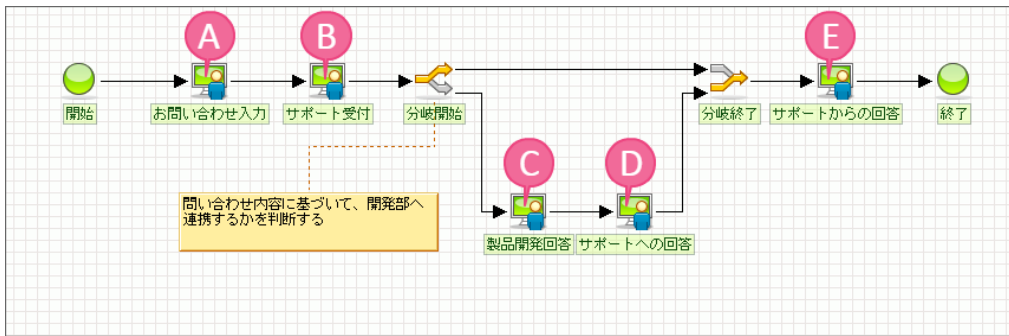 A
B
E
開始
お問い合わせ入力
サポート受付
分岐開始
分岐終了
サポートからの回答
終了
C
D
問い合わせ内容に基づいて、開発部へ
連携するかを判断する
製品開発回答
サポートへの回答